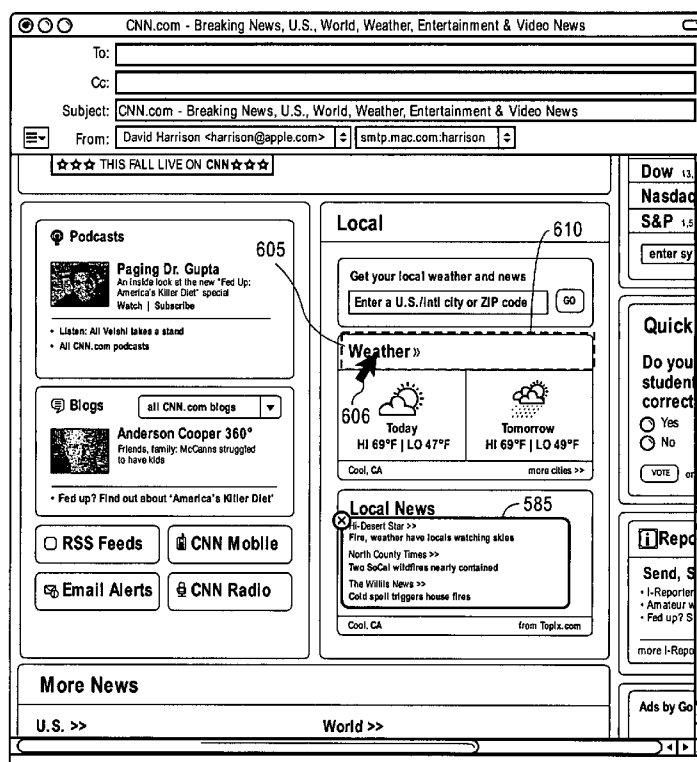 CNN.com - Breaking News, U.S., World, Weather, Entertainment & Video News
To:
Cc:
Subject: CNN.com - Breaking News, U.S., World, Weather, Entertainment & Video News
From: David Harrison <harrison@apple.com> smtp.mac.com:harrison
☆☆☆ THIS FALL LIVE ON CNN☆☆☆
Podcasts
605
Paging Dr. Gupta
An inside look at the new "Fed Up:
America's Killer Diet" special
Watch | Subscribe
• Listen: Ali Velshi takes a stand
• All CNN.com podcasts
Blogs
all CNN.com blogs
Anderson Cooper 360°
Friends, family: McCanns struggled
to have kids
• Fed up? Find out about 'America's Killer Diet'
RSS Feeds
CNN Mobile
Email Alerts
CNN Radio
Local
610
Get your local weather and news
Enter a U.S./Intl city or ZIP code
GO
Weather »
606
Today
HI 69°F | LO 47°F
Tomorrow
HI 69°F | LO 49°F
Cool, CA
more cities >>
Local News
585
Hi-Desert Star >>
Fire, weather have locals watching skies
North County Times >>
Two SoCal wildfires nearly contained
The Willits News >>
Cold spell triggers house fires
Cool, CA
from Topix.com
Dow 13,
Nasdaq
S&P 1,5
enter sy
Quick
Do you
student
correct
Yes
No
VOTE or
i Repo
Send, S
• I-Reporter
• Amateur w
• Fed up? S
more I-Repo
Ads by Go
More News
U.S. >>
World >>